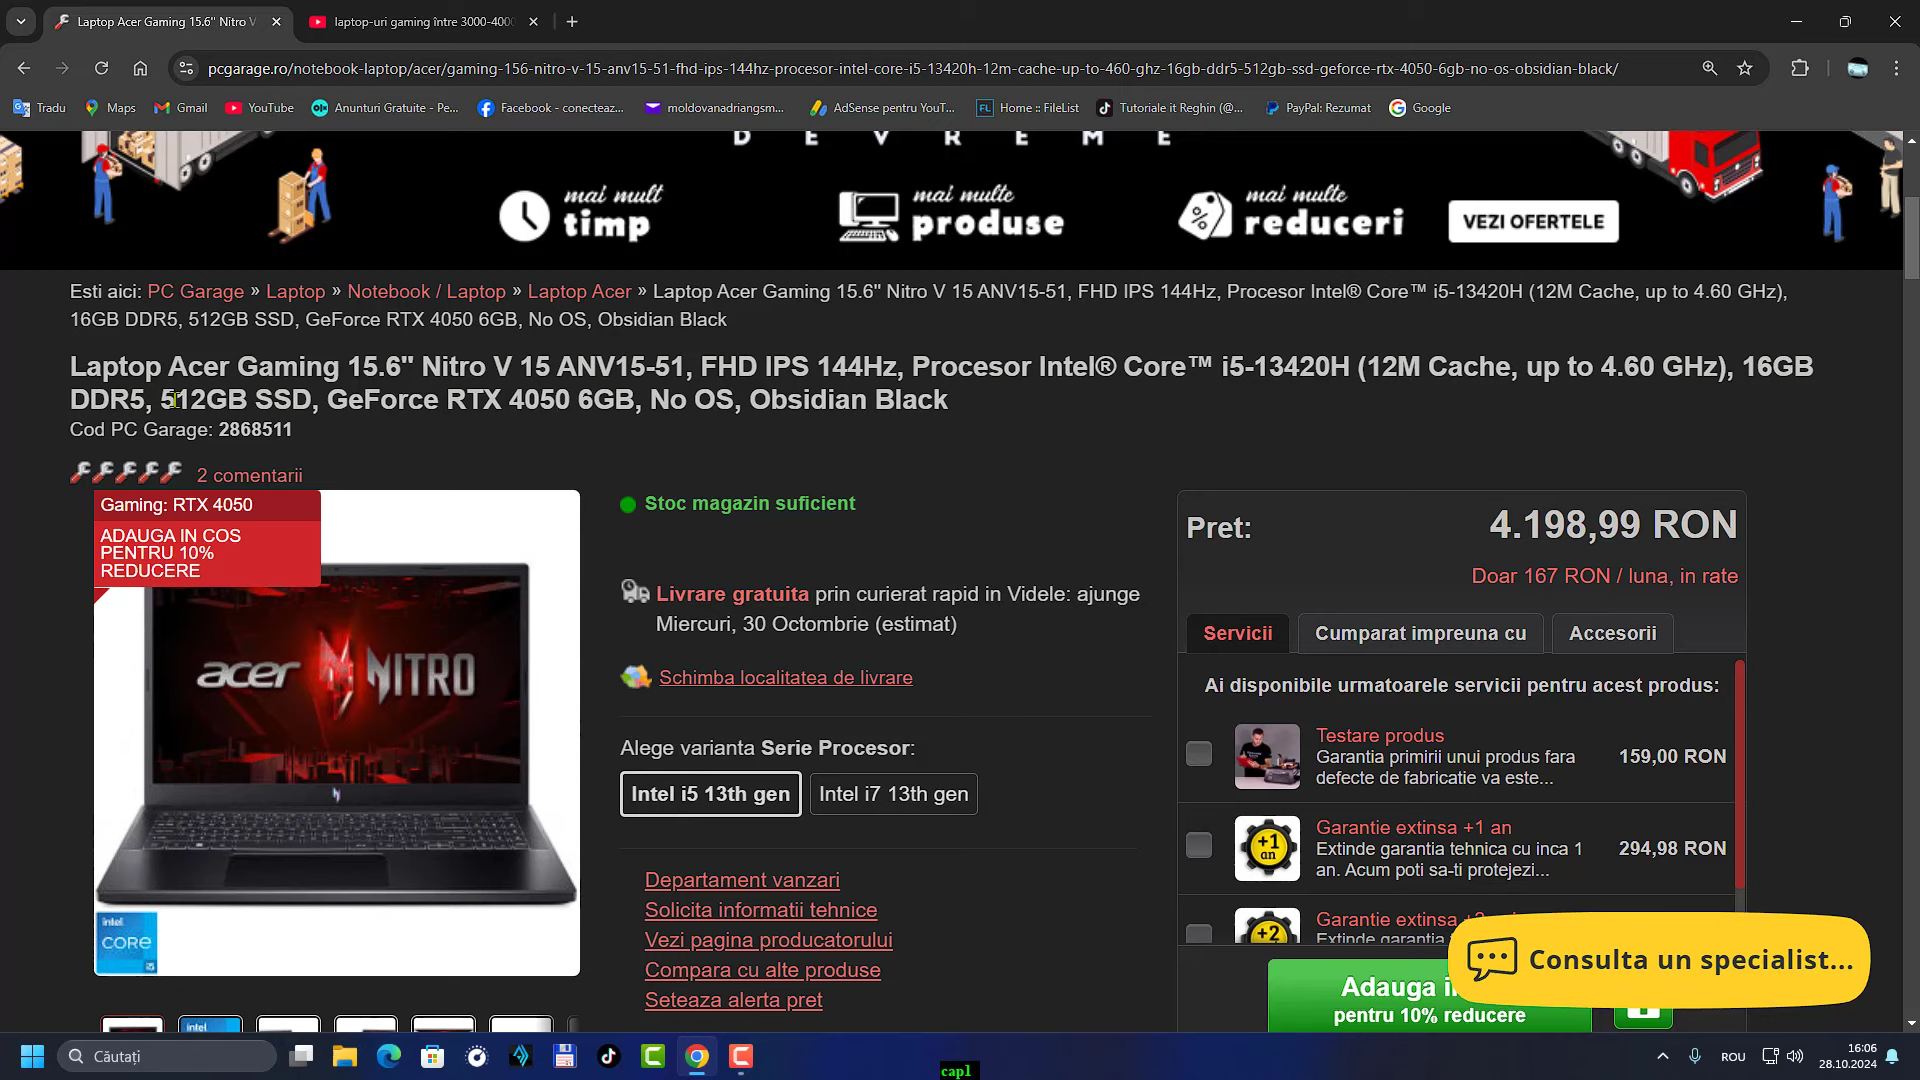 Laptop Acer Gaming 15.6" Nitro V
laptop-uri gaming între 3000-400
pcgarage.ro/notebook-laptop/acer/gaming-156-nitro-v-15-anv15-51-fhd-ips-144hz-procesor-intel-core-i5-13420h-12m-cache-up-to-460-ghz-16gb-ddr5-512gb-ssd-geforce-rtx-4050-6gb-no-os-obsidian-black/
Tradu
Maps
Gmail
YouTube
Anunturi Gratuite - Pe...
Facebook - conecteaz...
moldovanadriangsm...
AdSense pentru YouT...
Home :: FileList
Tutoriale it Reghin (@...
PayPal: Rezumat
Google
DEVREME
mai mult
timp
mai multe
produse
mai multe
reduceri
VEZI OFERTELE
Esti aici: PC Garage » Laptop » Notebook / Laptop » Laptop Acer » Laptop Acer Gaming 15.6" Nitro V 15 ANV15-51, FHD IPS 144Hz, Procesor Intel® Core™ i5-13420H (12M Cache, up to 4.60 GHz),
16GB DDR5, 512GB SSD, GeForce RTX 4050 6GB, No OS, Obsidian Black
Laptop Acer Gaming 15.6" Nitro V 15 ANV15-51, FHD IPS 144Hz, Procesor Intel® Core™ i5-13420H (12M Cache, up to 4.60 GHz), 16GB
DDR5, 512GB SSD, GeForce RTX 4050 6GB, No OS, Obsidian Black
Cod PC Garage: 2868511
2 comentarii
Gaming: RTX 4050
ADAUGA IN COS
PENTRU 10%
REDUCERE
acer NITRO
intel
CORE
i5
intel
Stoc magazin suficient
Livrare gratuita prin curierat rapid in Videle: ajunge
Miercuri, 30 Octombrie (estimat)
Schimba localitatea de livrare
Alege varianta Serie Procesor:
Intel i5 13th gen
Intel i7 13th gen
Departament vanzari
Solicita informatii tehnice
Vezi pagina producatorului
Compara cu alte produse
Seteaza alerta pret
Pret:
4.198,99 RON
Doar 167 RON / luna, in rate
Servicii
Cumparat impreuna cu
Accesorii
Ai disponibile urmatoarele servicii pentru acest produs:
Testare produs
Garantia primirii unui produs fara
defecte de fabricatie va este...
159,00 RON
+1
an
Garantie extinsa +1 an
Extinde garantia tehnica cu inca 1
an. Acum poti sa-ti protejezi...
294,98 RON
+2
Garantie extinsa
Extinde garantia
Consulta un specialist...
Adauga i
pentru 10% reducere
Căutați
capl
ROU
16:06
28.10.2024